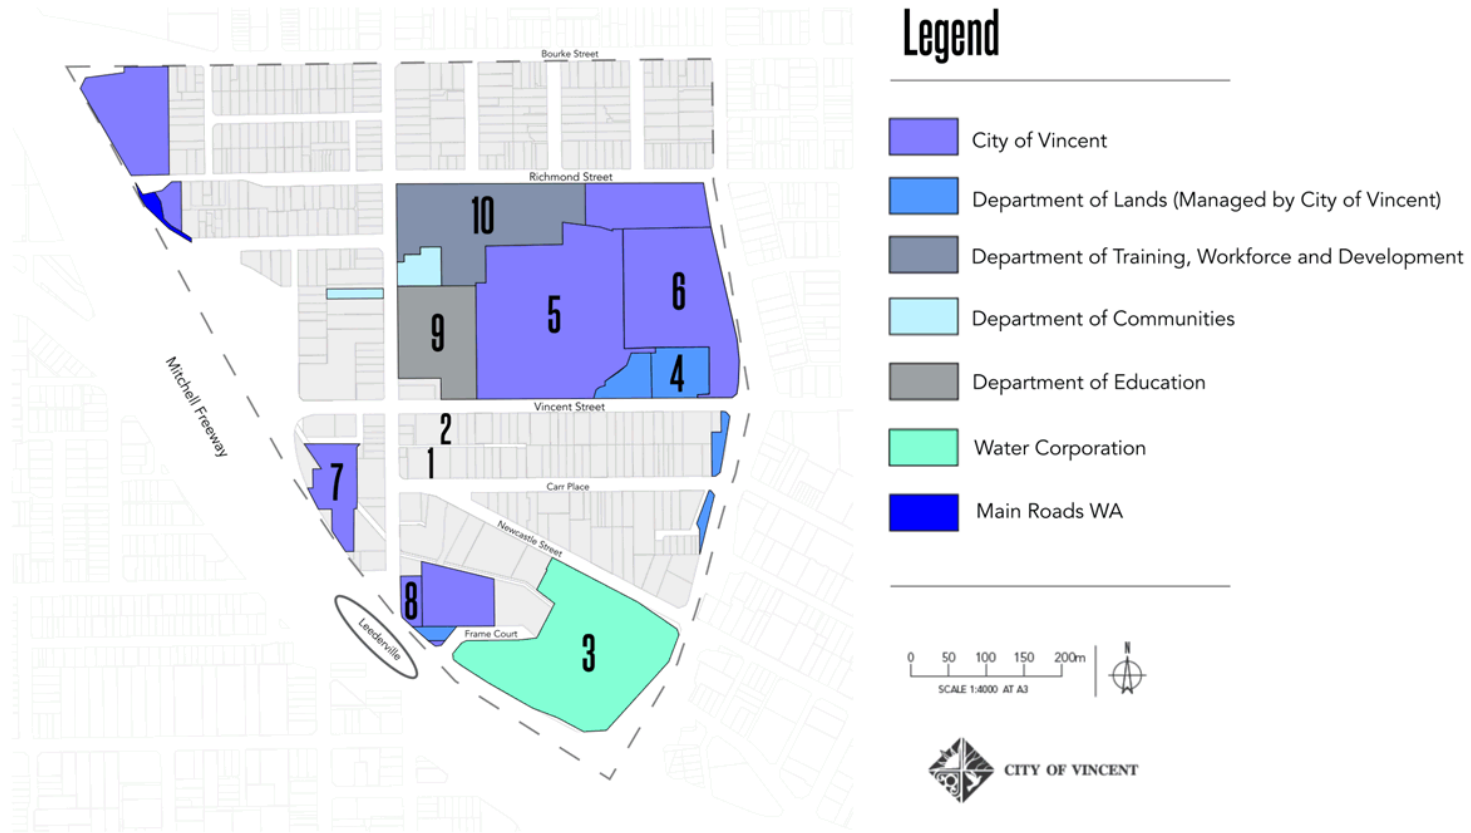 Legend
City of Vincent
Department of Lands (Managed by City of Vincent)
Department of Training, Workforce and Development
Department of Communities
Department of Education
Water Corporation
Main Roads WA
0 50 100 150 200m
SCALE 1:4000 AT A3
N
CITY OF VINCENT
Bourke Street
Richmond Street
10
6
5
9
4
Mitchell Freeway
Vincent Street
2
1
7
Carr Place
Newcastle Street
8
Leederville
Frame Court
3